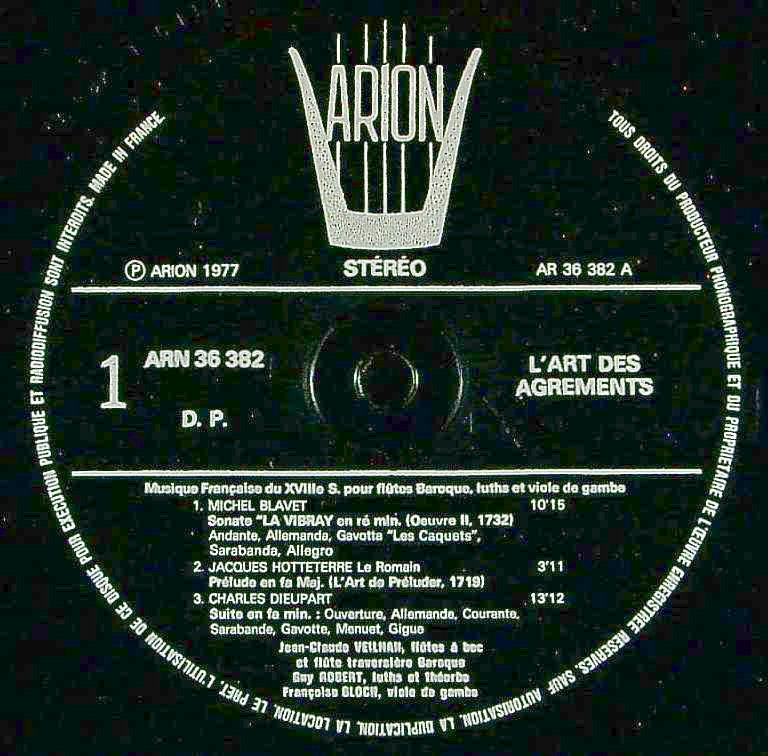 ARION
Ⓟ ARION 1977
STÉRÉO
AR 36 382 A
1
ARN 36 382
D. P.
L'ART DES
AGREMENTS
Musique Française du XVIIIe S. pour flûtes Baroque, luths et viole de gambe
1. MICHEL BLAVET 10'15
Sonate "LA VIBRAY en ré min. (Oeuvre II, 1732)
Andante, Allemanda, Gavotta "Les Caquets",
Sarabanda, Allegro
2. JACQUES HOTTETERRE Le Romain 3'11
Prélude en fa Maj. (L'Art de Préluder, 1719)
3. CHARLES DIEUPART 13'12
Suite en fa min. : Ouverture, Allemande, Courante,
Sarabande, Gavotte, Menuet, Gigue
Jean-Claude VEILHAN, flûtes à bec
et flûte traversière Baroque
Guy ROBERT, luths et théorbe
Françoise BLOCH, viole de gambe
TOUS DROITS DU PRODUCTEUR PHONOGRAPHIQUE ET DU PROPRIETAIRE DE L'ŒUVRE ENREGISTREE RESERVES. SAUF AUTORISATION, LA DUPLICATION, LA LOCATION, LE PRET, L'UTILISATION DE CE DISQUE POUR EXECUTION PUBLIQUE ET RADIODIFFUSION SONT INTERDITS. MADE IN FRANCE.